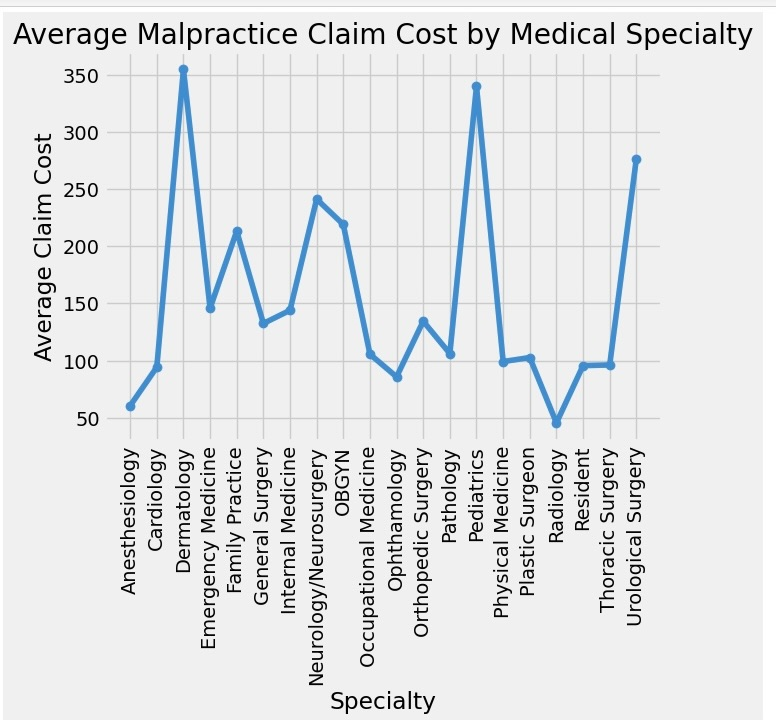 Average Malpractice Claim Cost by Medical Specialty
350
300
250
200
150
100
50
Average Claim Cost
Anesthesiology
Cardiology
Dermatology
Emergency Medicine
Family Practice
General Surgery
Internal Medicine
Neurology/Neurosurgery
OBGYN
Occupational Medicine
Ophthamology
Orthopedic Surgery
Pathology
Pediatrics
Physical Medicine
Plastic Surgeon
Radiology
Resident
Thoracic Surgery
Urological Surgery
Specialty